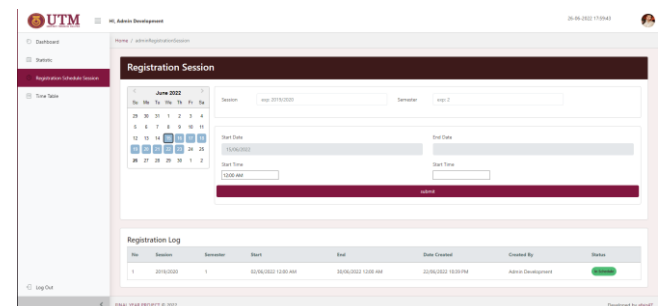 UTM
Hi, Admin Development
26-06-2022 17:09:43
Dashboard
Home / adminRegistrationSession
Statistic
Registration Schedule Session
Time Table
Registration Session
June 2022
Su Mo Tu We Th Fr Sa
29 30 31 1 2 3 4
5 6 7 8 9 10 11
12 13 14 15 16 17 18
19 20 21 22 23 24 25
26 27 28 29 30 1 2
Session
exp: 2019/2020
Semester
exp: 2
Start Date
End Date
15/06/2022
Start Time
Start Time
12:00 AM
submit
Registration Log
No Session Semester Start End Date Created Created By Status
1 2019/2020 1 02/06/2022 12:00 AM 30/06/2022 12:00 AM 22/06/2022 10:39 PM Admin Development
Log Out
FINAL YEAR PROJECT © 2022
Developed by